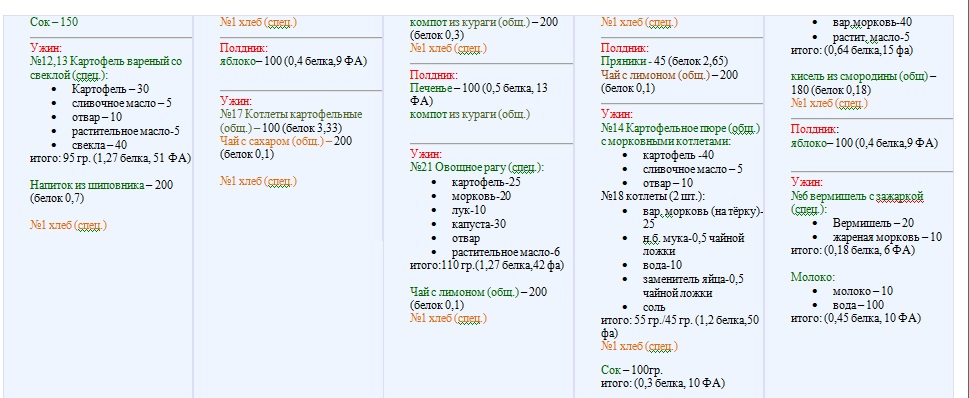 Сок – 150
Ужин:
№12,13 Картофель вареный со
свеклой (спец.):
• Картофель – 30
• сливочное масло – 5
• отвар – 10
• растительное масло-5
• свекла – 40
итого: 95 гр. (1,27 белка, 51 ФА)
Напиток из шиповника – 200
(белок 0,7)
№1 хлеб (спец.)
№1 хлеб (спец.)
Полдник:
яблоко– 100 (0,4 белка,9 ФА)
Ужин:
№17 Котлеты картофельные
(общ.) – 100 (белок 3,33)
Чай с сахаром (общ.) – 200
(белок 0,1)
№1 хлеб (спец.)
компот из кураги (общ.) – 200
(белок 0,3)
№1 хлеб (спец.)
Полдник:
Печенье – 100 (0,5 белка, 13
ФА)
компот из кураги (общ.)
Ужин:
№21 Овощное рагу (спец.):
• картофель-25
• морковь-20
• лук-10
• капуста-30
• отвар
• растительное масло-6
итого:110 гр.(1,27 белка,42 фа)
Чай с лимоном (общ.) – 200
(белок 0,1)
№1 хлеб (спец.)
№1 хлеб (спец.)
Полдник:
Пряники - 45 (белок 2,65)
Чай с лимоном (общ.) – 200
(белок 0,1)
Ужин:
№14 Картофельное пюре (общ.)
с морковными котлетами:
• картофель -40
• сливочное масло – 5
• отвар – 10
№18 котлеты (2 шт.):
• вар, морковь (на тёрку)-
25
• н.б. мука-0,5 чайной
ложки
• вода-10
• заменитель яйца-0,5
чайной ложки
• соль
итого: 55 гр./45 гр. (1,2 белка,50
фа)
№1 хлеб (спец.)
Сок – 100гр.
итого: (0,3 белка, 10 ФА)
• вар,морковь-40
• растит, масло-5
итого: (0,64 белка,15 фа)
кисель из смородины (общ) –
180 (белок 0,18)
№1 хлеб (спец.)
Полдник:
яблоко– 100 (0,4 белка,9 ФА)
Ужин:
№6 вермишель с зажаркой
(спец.):
• Вермишель – 20
• жареная морковь – 10
итого: (0,18 белка, 6 ФА)
Молоко:
• молоко – 10
• вода – 100
итого: (0,45 белка, 10 ФА)